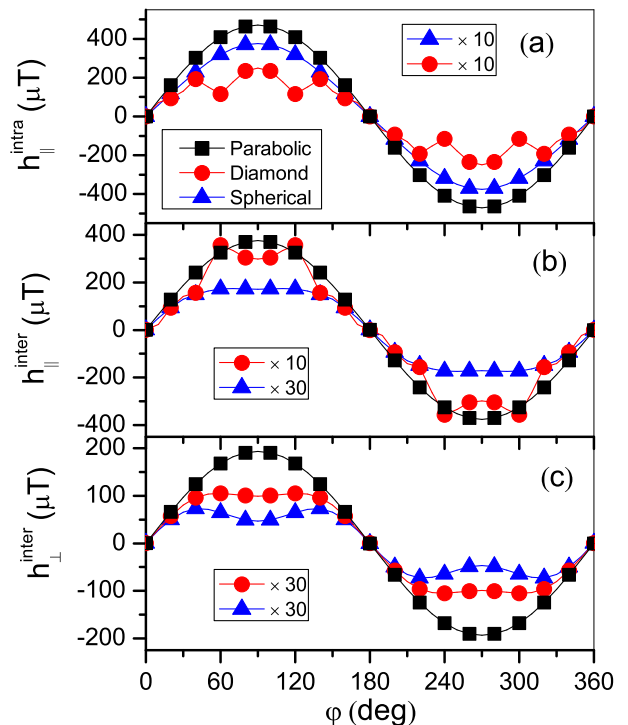 400
200
0
-200
-400
h∥^intra (μT)
(a)
× 10
× 10
Parabolic
Diamond
Spherical
400
200
0
-200
-400
h∥^inter (μT)
(b)
× 10
× 30
200
100
0
-100
-200
h⊥^inter (μT)
(c)
× 30
× 30
0 60 120 180 240 300 360
φ (deg)